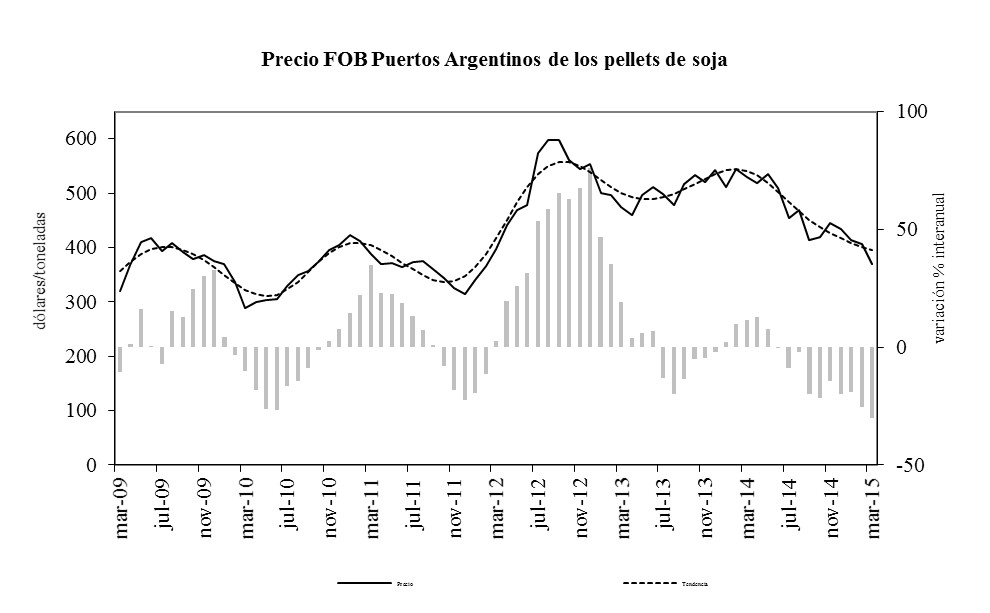 Precio FOB Puertos Argentinos de los pellets de soja
dólares/toneladas
600
500
400
300
200
100
0
100
50
0
-50
variación % interanual
mar-09
jul-09
nov-09
mar-10
jul-10
nov-10
mar-11
jul-11
nov-11
mar-12
jul-12
nov-12
mar-13
jul-13
nov-13
mar-14
jul-14
nov-14
mar-15
Precio
Tendencia